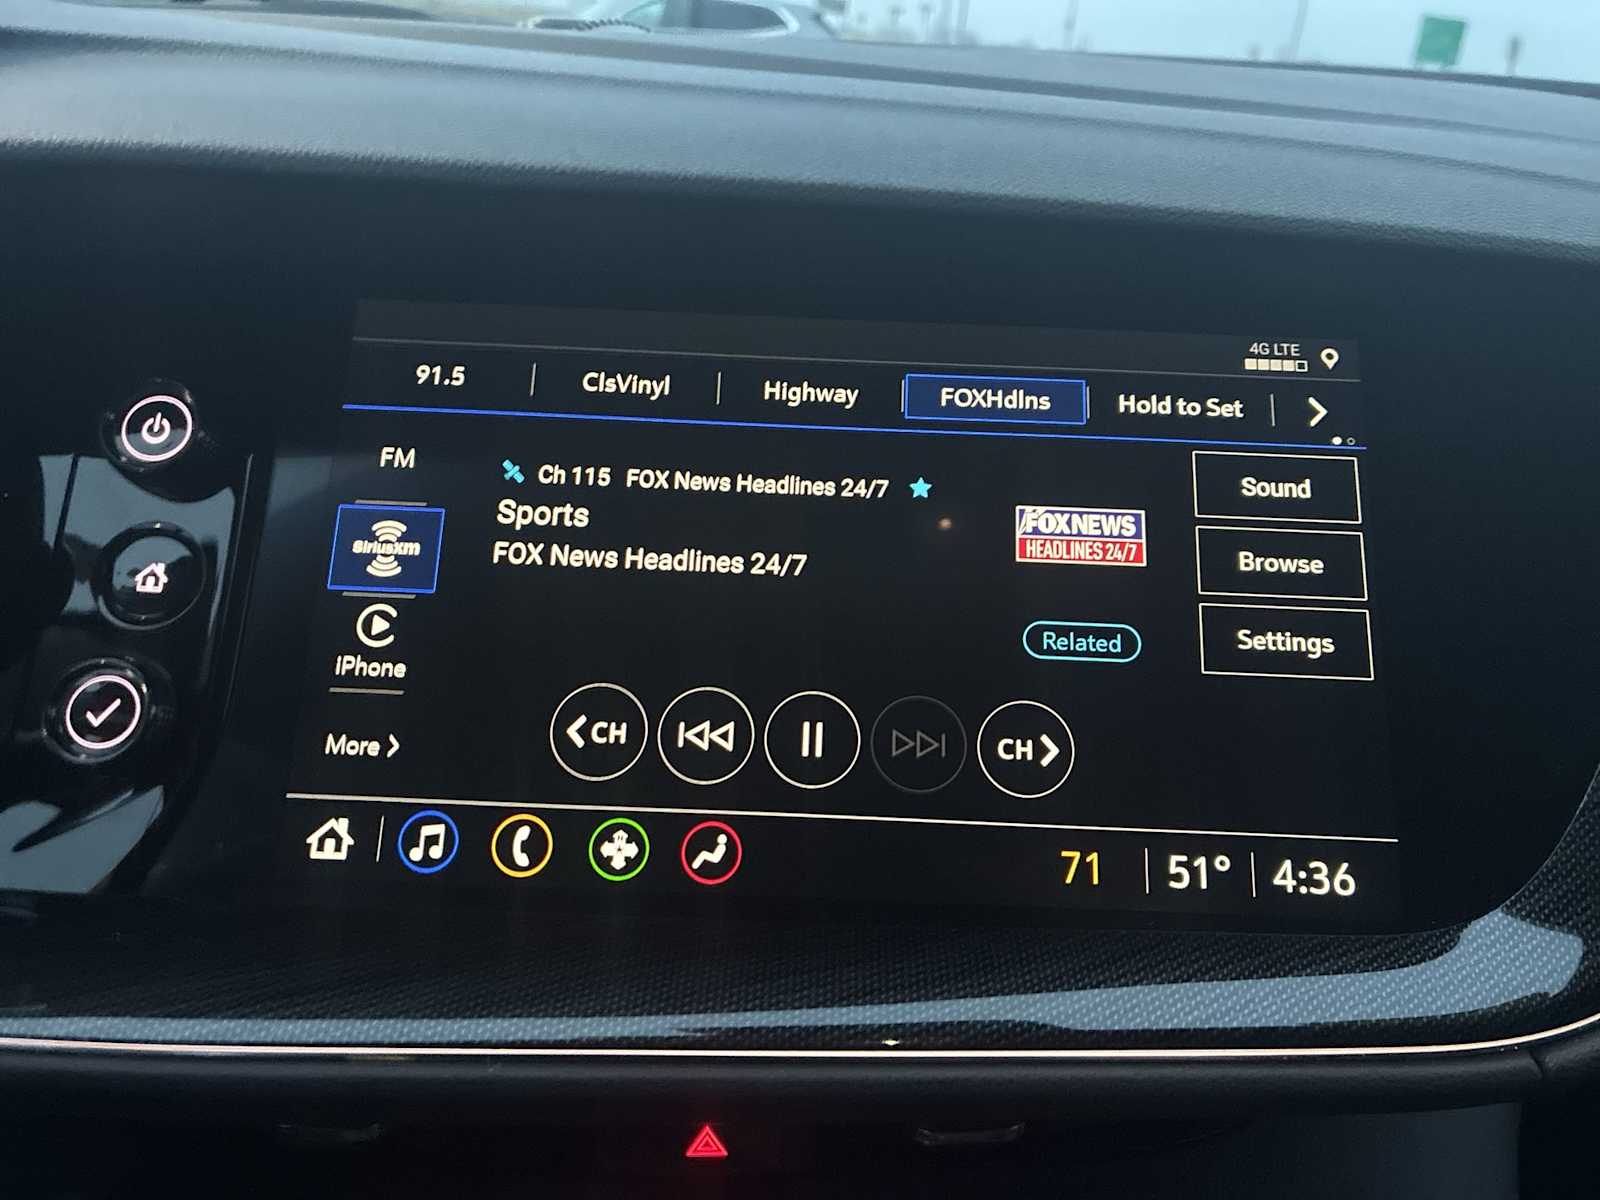 4G LTE
91.5
ClsVinyl
Highway
FOXHdlns
Hold to Set
FM
Ch 115 FOX News Headlines 24/7
Sports
FOX News Headlines 24/7
FOX NEWS
HEADLINES 24/7
Sound
Browse
Settings
SiriusXm
iPhone
Related
More
CH
CH
71
51°
4:36